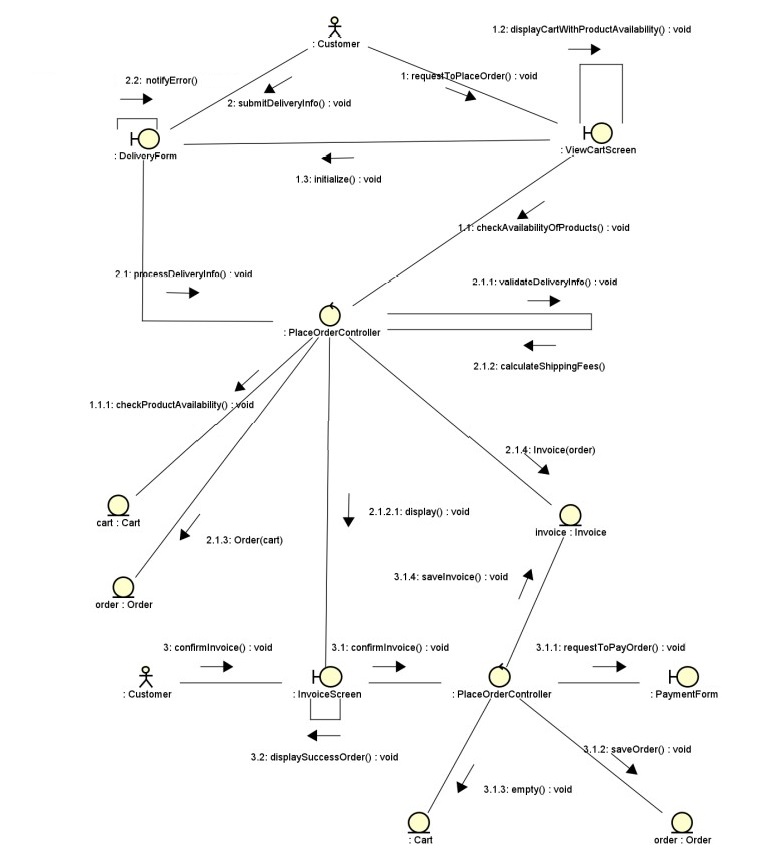 1.2: displayCartWithProductAvailability() : void
: Customer
2.2: notifyError()
1: requestToPlaceOrder() : void
2: submitDeliveryInfo() : void
: DeliveryForm
: ViewCartScreen
1.3: initialize() : void
1.1: checkAvailabilityOfProducts() : void
2.1: processDeliveryInfo() : void
2.1.1: validateDeliveryInfo() : void
: PlaceOrderController
2.1.2: calculateShippingFees()
1.1.1: checkProductAvailability() : void
2.1.4: Invoice(order)
2.1.2.1: display() : void
cart : Cart
invoice : Invoice
2.1.3: Order(cart)
3.1.4: saveInvoice() : void
order : Order
3: confirmInvoice() : void
3.1: confirmInvoice() : void
3.1.1: requestToPayOrder() : void
: Customer
: InvoiceScreen
: PlaceOrderController
: PaymentForm
3.2: displaySuccessOrder() : void
3.1.2: saveOrder() : void
3.1.3: empty() : void
: Cart
order : Order